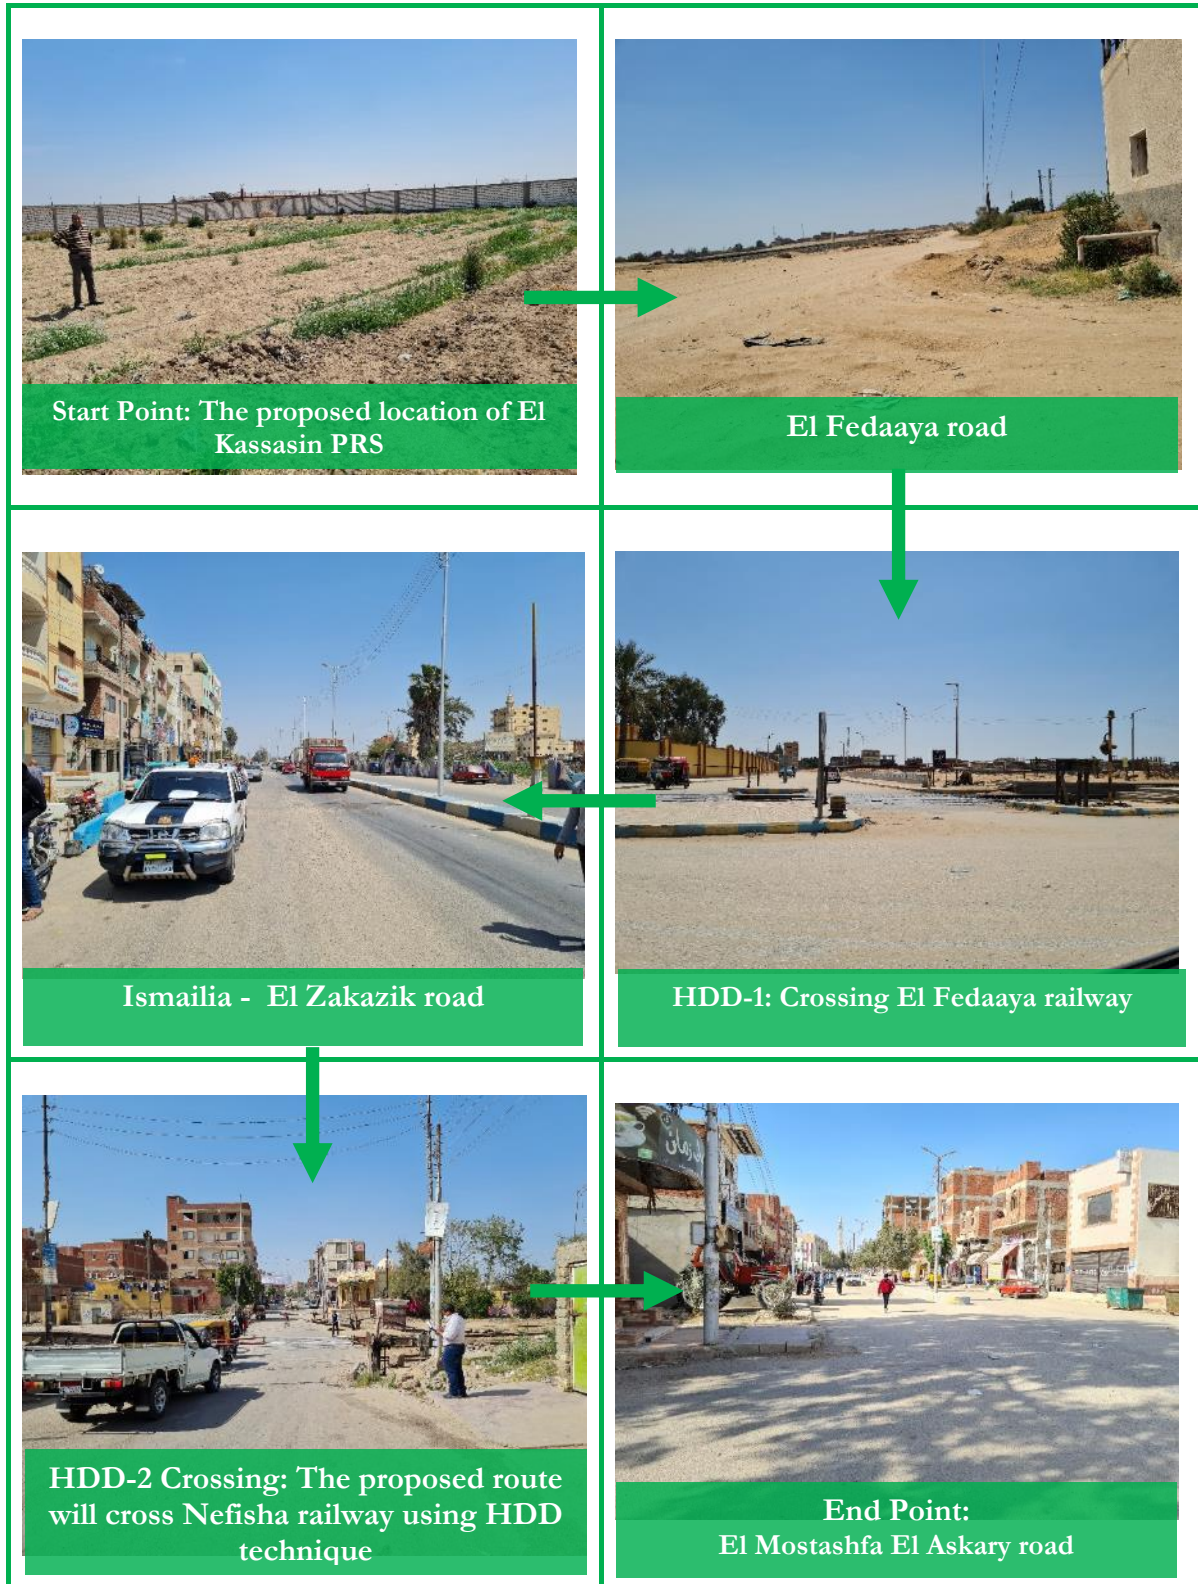 Start Point: The proposed location of El
Kassasin PRS
El Fedaaya road
Ismailia - El Zakazik road
HDD-1: Crossing El Fedaaya railway
HDD-2 Crossing: The proposed route
will cross Nefisha railway using HDD
technique
End Point:
El Mostashfa El Askary road
زمان